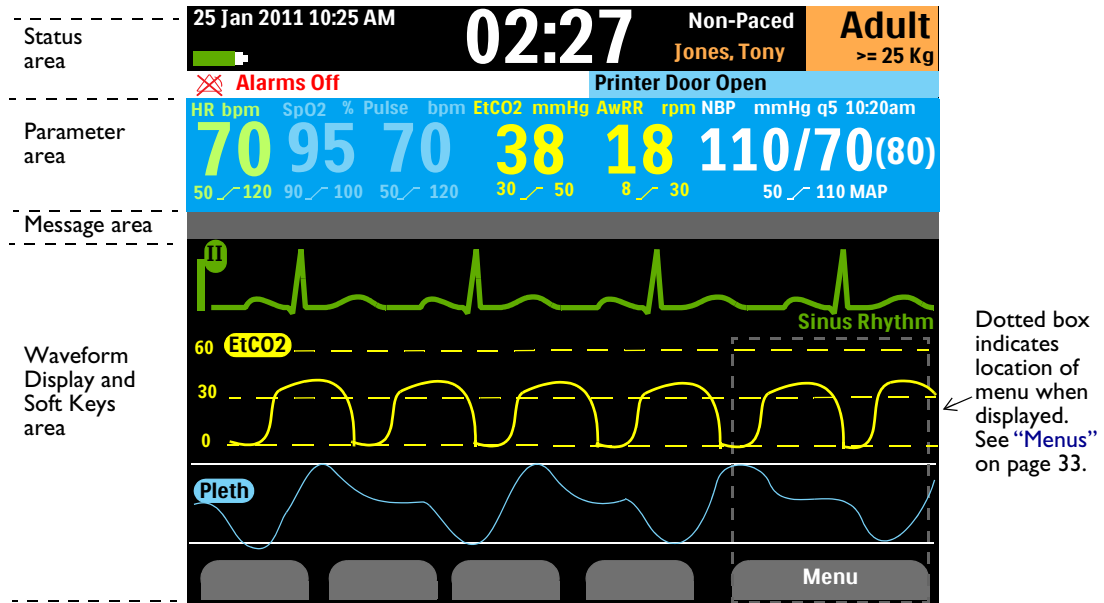 Status
area
25 Jan 2011 10:25 AM
02:27
Non-Paced
Jones, Tony
Adult
>= 25 Kg
Alarms Off
Printer Door Open
Parameter
area
HR bpm
SpO2 %
Pulse bpm
EtCO2 mmHg
AwRR rpm
NBP mmHg q5 10:20am
70
95
70
38
18
110/70(80)
50 120
90 100
50 120
30 50
8 30
50 110 MAP
Message area
II
Sinus Rhythm
Waveform
Display and
Soft Keys
area
60 EtCO2
30
0
Dotted box
indicates
location of
menu when
displayed.
See “Menus”
on page 33.
Pleth
Menu